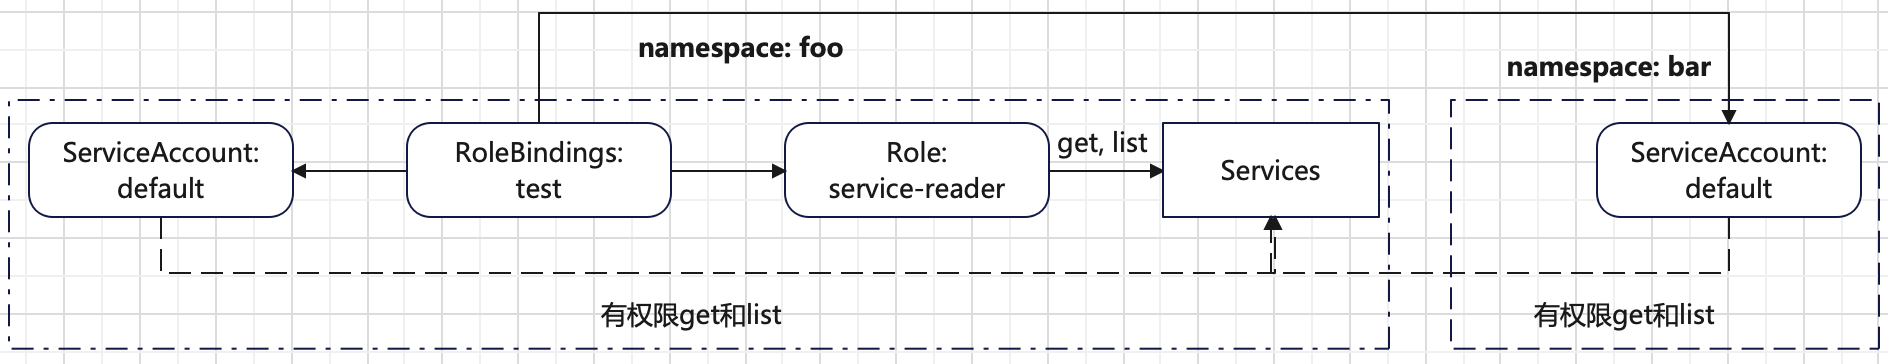 namespace: foo
namespace: bar
ServiceAccount:
default
RoleBindings:
test
Role:
service-reader
get, list
Services
ServiceAccount:
default
有权限get和list
有权限get和list